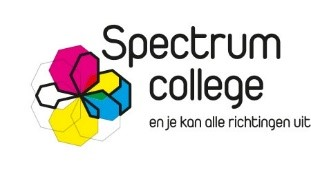 Spectrum
college
en je kan alle richtingen uit